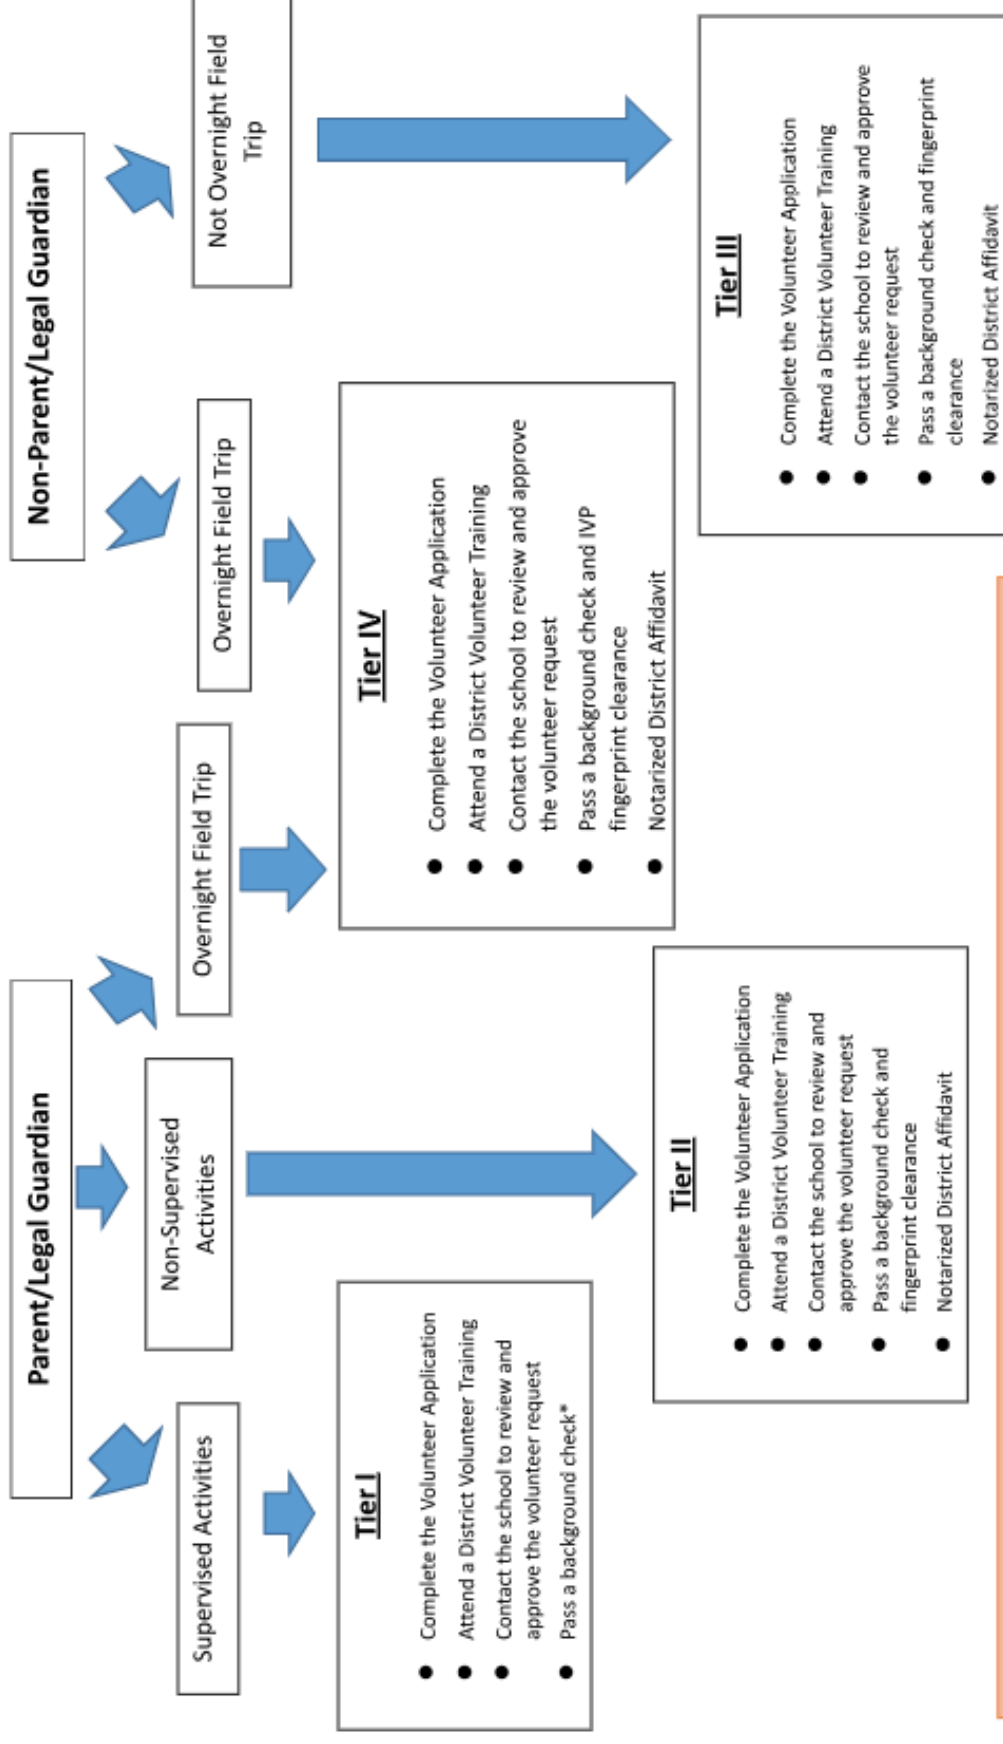 Parent/Legal Guardian
Non-Parent/Legal Guardian
Supervised Activities
Non-Supervised
Activities
Overnight Field Trip
Overnight Field Trip
Not Overnight Field
Trip
Tier I
● Complete the Volunteer Application
● Attend a District Volunteer Training
● Contact the school to review and
approve the volunteer request
● Pass a background check*
Tier II
● Complete the Volunteer Application
● Attend a District Volunteer Training
● Contact the school to review and
approve the volunteer request
● Pass a background check and
fingerprint clearance
● Notarized District Affidavit
Tier IV
● Complete the Volunteer Application
● Attend a District Volunteer Training
● Contact the school to review and approve
the volunteer request
● Pass a background check and IVP
fingerprint clearance
● Notarized District Affidavit
Tier III
● Complete the Volunteer Application
● Attend a District Volunteer Training
● Contact the school to review and approve
the volunteer request
● Pass a background check and fingerprint
clearance
● Notarized District Affidavit